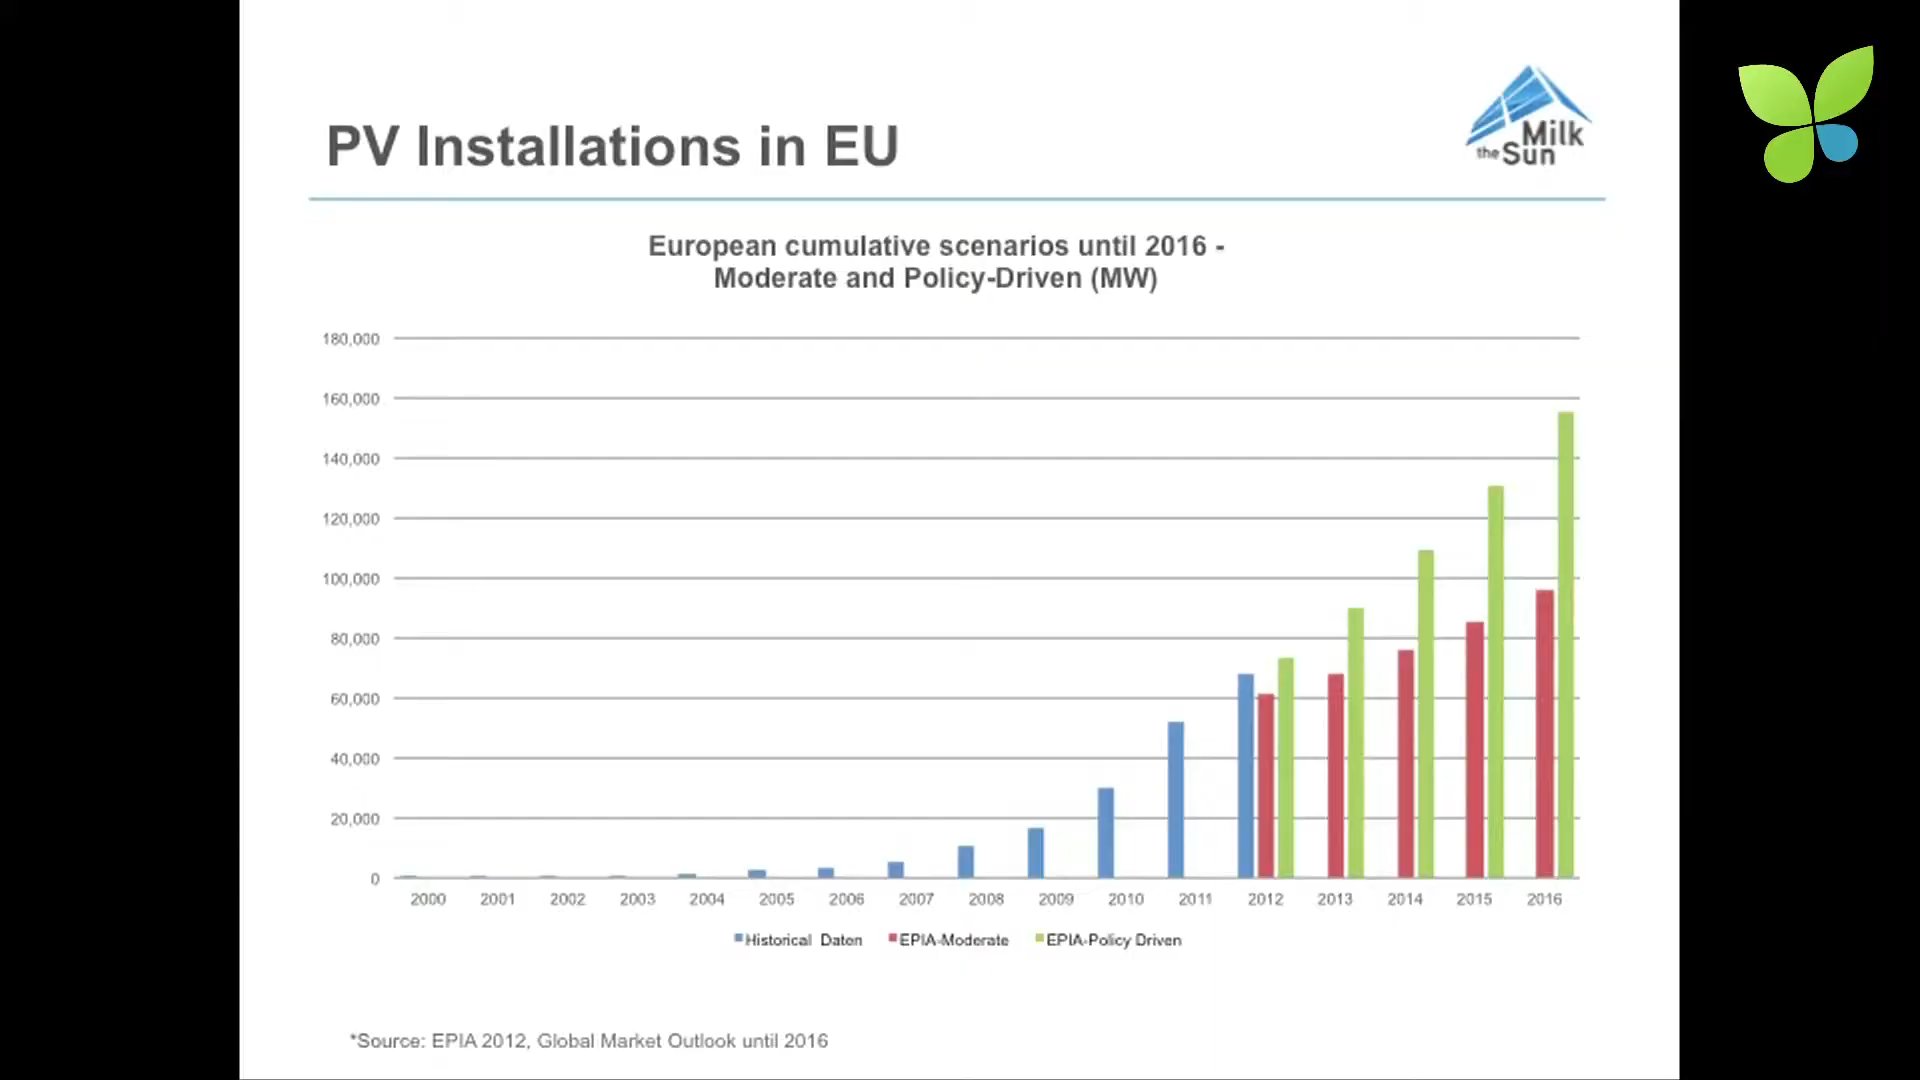 Milk
the Sun
PV Installations in EU
European cumulative scenarios until 2016 -
Moderate and Policy-Driven (MW)
180,000
160,000
140,000
120,000
100,000
80,000
60,000
40,000
20,000
0
2000 2001 2002 2003 2004 2005 2006 2007 2008 2009 2010 2011 2012 2013 2014 2015 2016
Historical Daten EPIA-Moderate EPIA-Policy Driven
*Source: EPIA 2012, Global Market Outlook until 2016